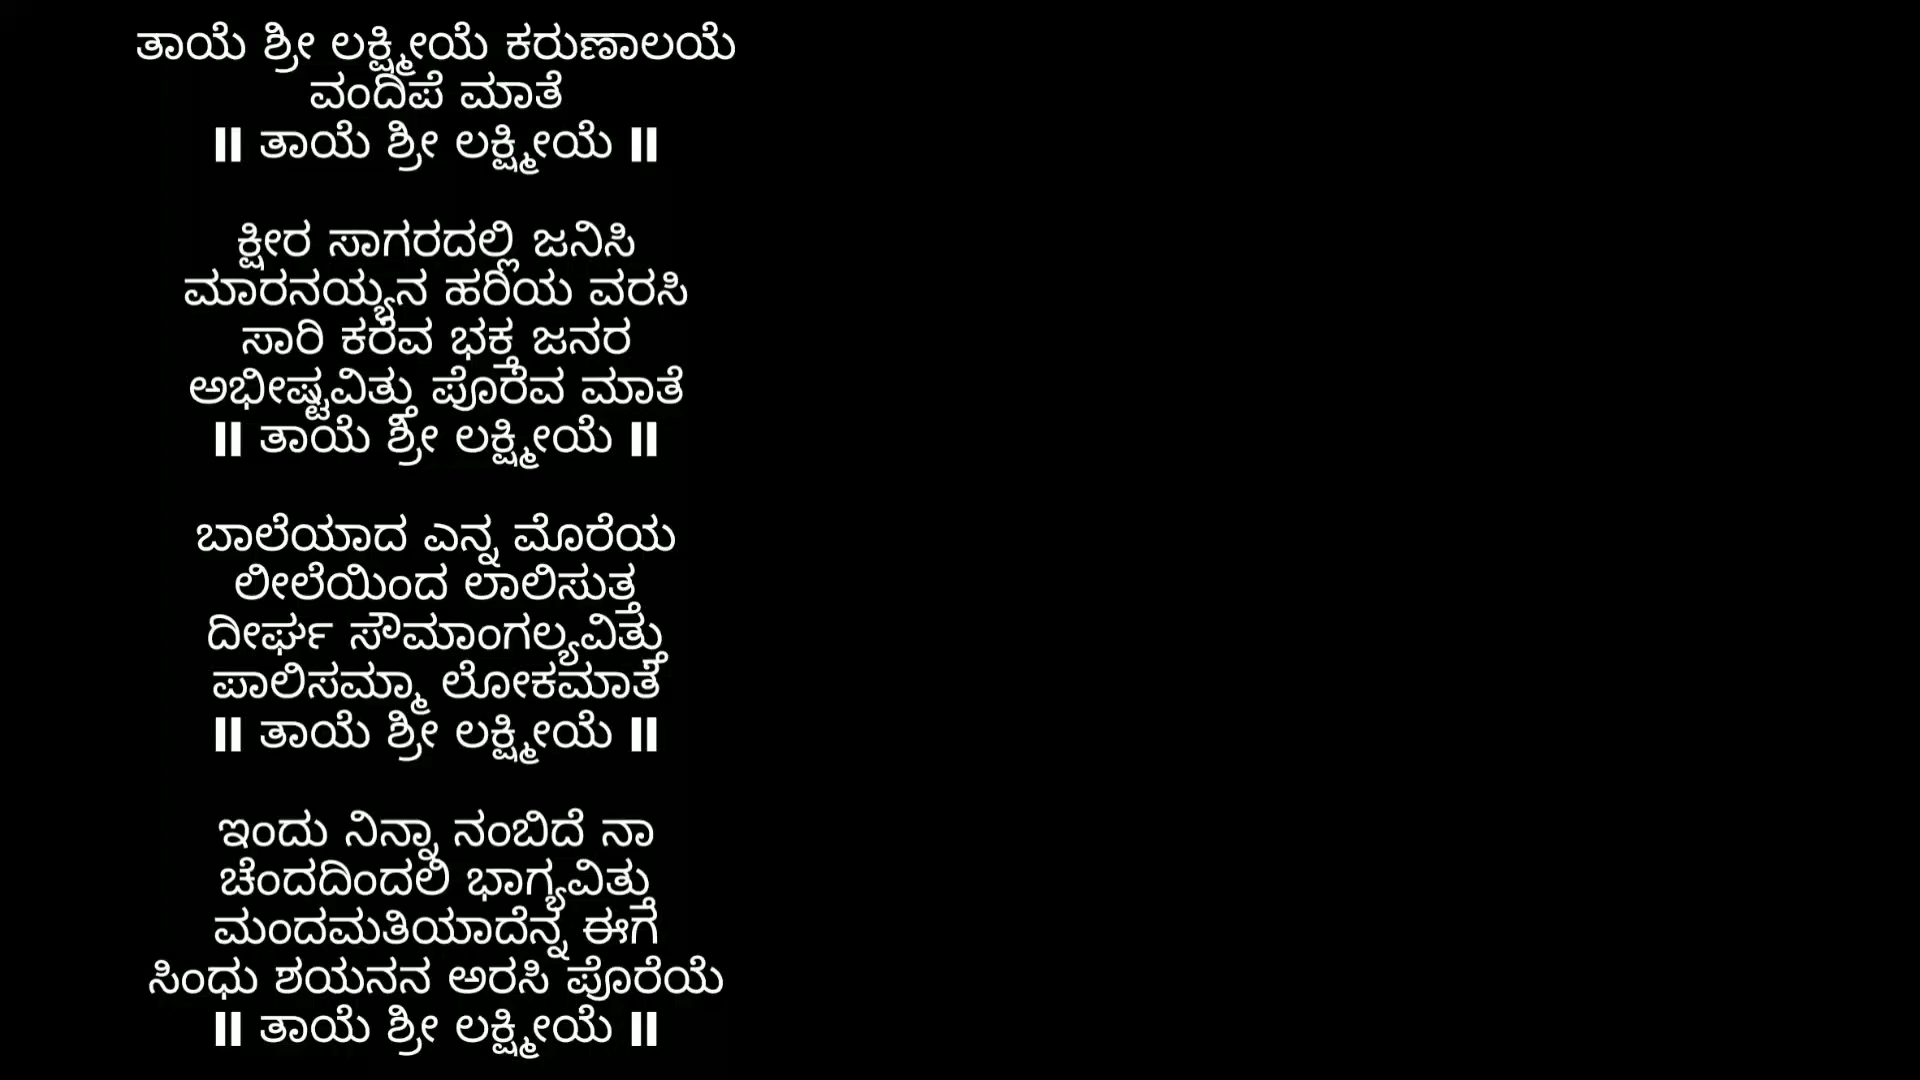 ತಾಯೆ ಶ್ರೀ ಲಕ್ಷ್ಮೀಯೆ ಕರುಣಾಲಯೆ
ವಂದಿಪೆ ಮಾತೆ
॥ ತಾಯೆ ಶ್ರೀ ಲಕ್ಷ್ಮೀಯೆ ॥
ಕ್ಷೀರ ಸಾಗರದಲ್ಲಿ ಜನಿಸಿ
ಮಾರನಯ್ಯನ ಹರಿಯ ವರಸಿ
ಸಾರಿ ಕರೆವ ಭಕ್ತ ಜನರ
ಅಭೀಷ್ಟವಿತ್ತು ಪೊರೆವ ಮಾತೆ
॥ ತಾಯೆ ಶ್ರೀ ಲಕ್ಷ್ಮೀಯೆ ॥
ಬಾಲೆಯಾದ ಎನ್ನ ಮೊರೆಯ
ಲೀಲೆಯಿಂದ ಲಾಲಿಸುತ್ತ
ದೀರ್ಘ ಸೌಮಾಂಗಲ್ಯವಿತ್ತು
ಪಾಲಿಸಮ್ಮಾ ಲೋಕಮಾತೆ
॥ ತಾಯೆ ಶ್ರೀ ಲಕ್ಷ್ಮೀಯೆ ॥
ಇಂದು ನಿನ್ನಾ ನಂಬಿದೆ ನಾ
ಚೆಂದದಿಂದಲಿ ಭಾಗ್ಯವಿತ್ತು
ಮಂದಮತಿಯಾದೆನ್ನ ಈಗ
ಸಿಂಧು ಶಯನನ ಅರಸಿ ಪೊರೆಯೆ
॥ ತಾಯೆ ಶ್ರೀ ಲಕ್ಷ್ಮೀಯೆ ॥